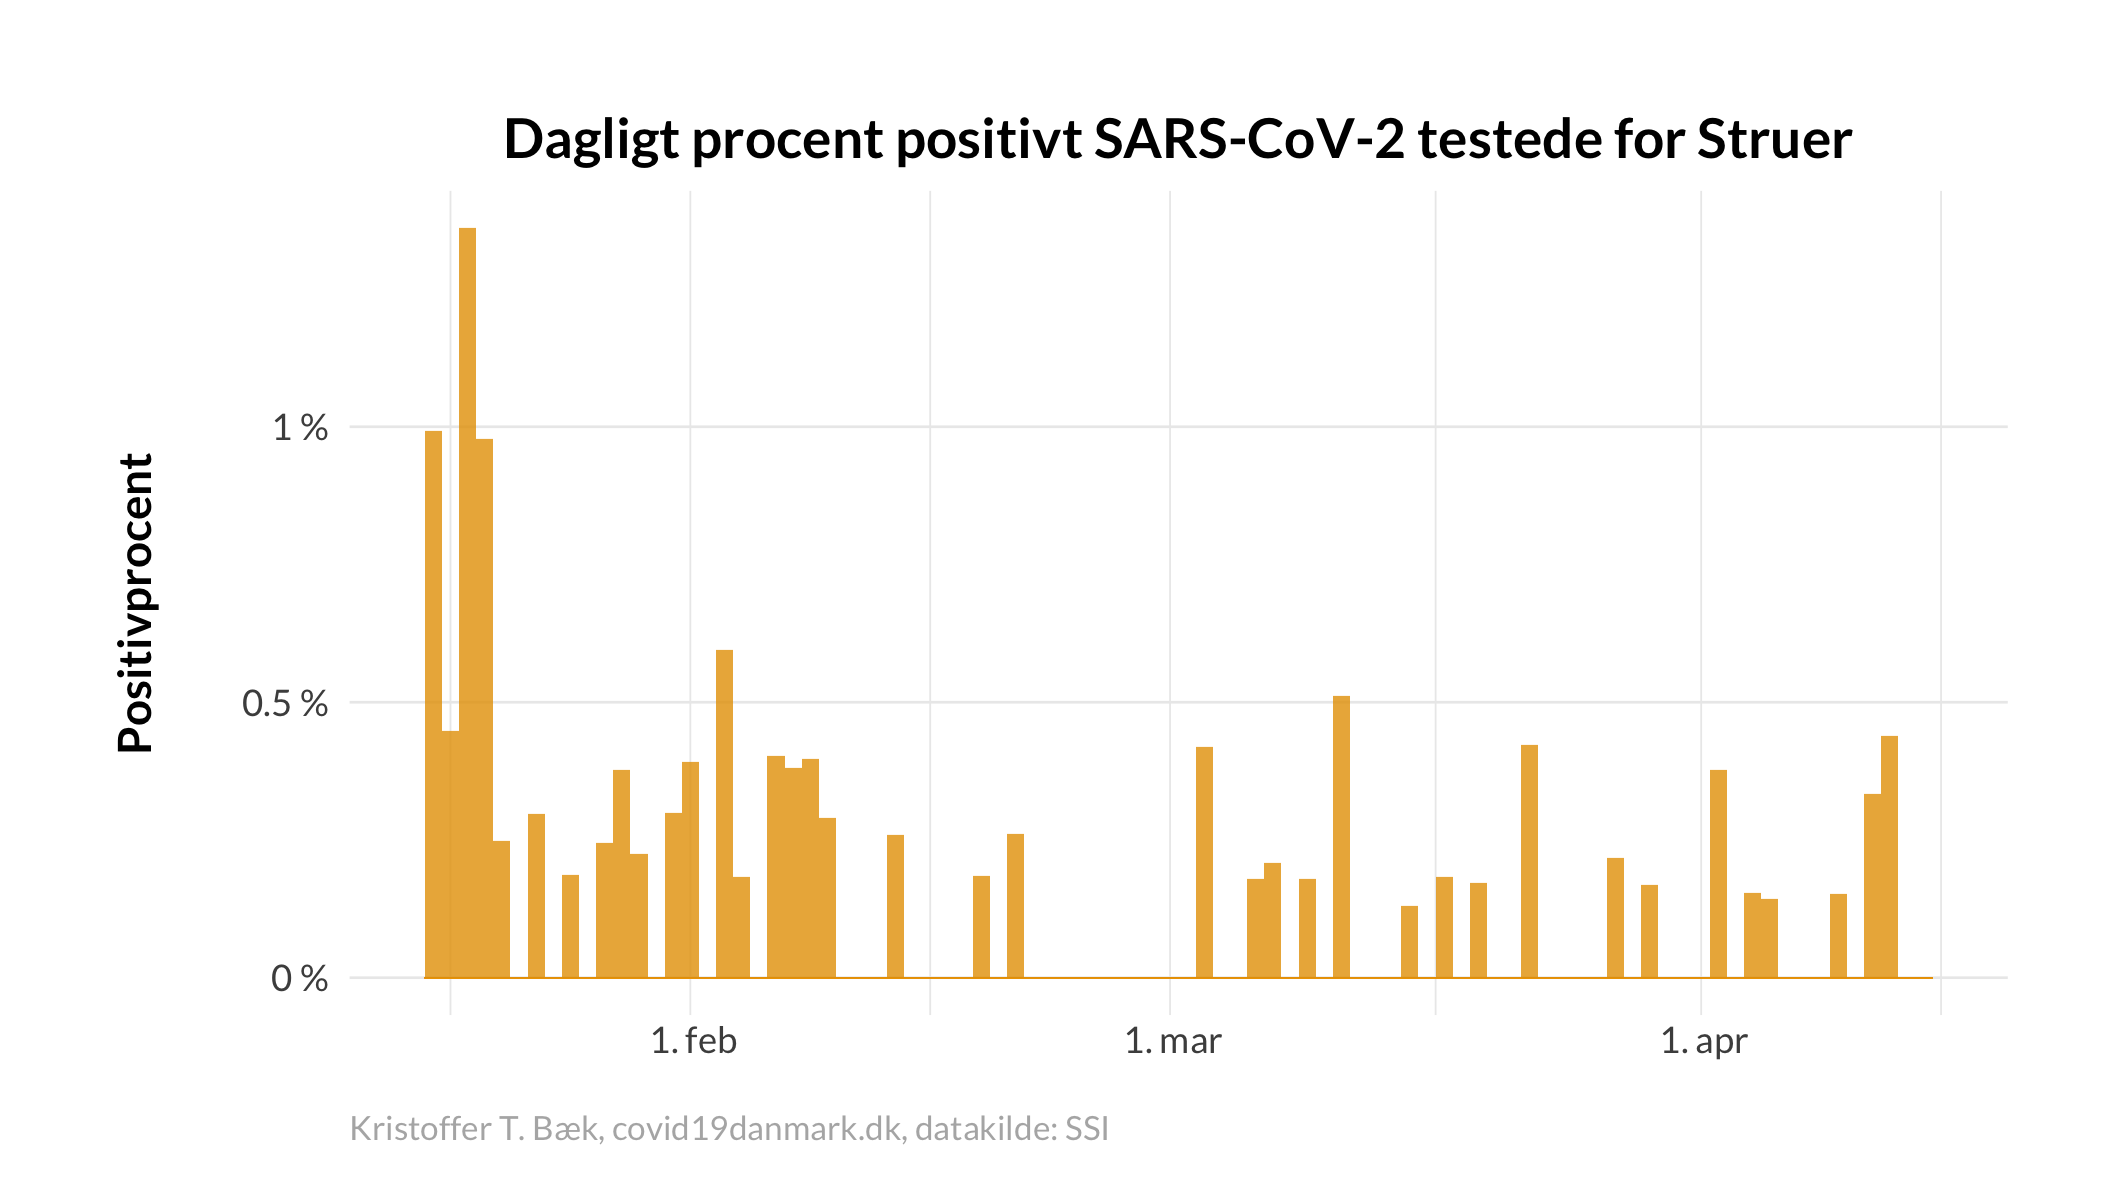 Dagligt procent positivt SARS-CoV-2 testede for Struer
Positivprocent
1 %
0.5 %
0 %
1. feb
1. mar
1. apr
Kristoffer T. Bæk, covid19danmark.dk, datakilde: SSI